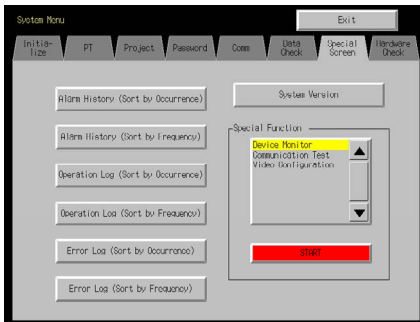 System Menu
Exit
Initia-
lize
PT
Project
Password
Comm
Data
Check
Special
Screen
Hardware
Check
Alarm History (Sort by Occurrence)
System Version
Alarm History (Sort by Frequency)
Special Function
Device Monitor
Communication Test
Video Configuration
Operation Log (Sort by Occurrence)
Operation Log (Sort by Frequency)
START
Error Log (Sort by Occurrence)
Error Log (Sort by Frequency)